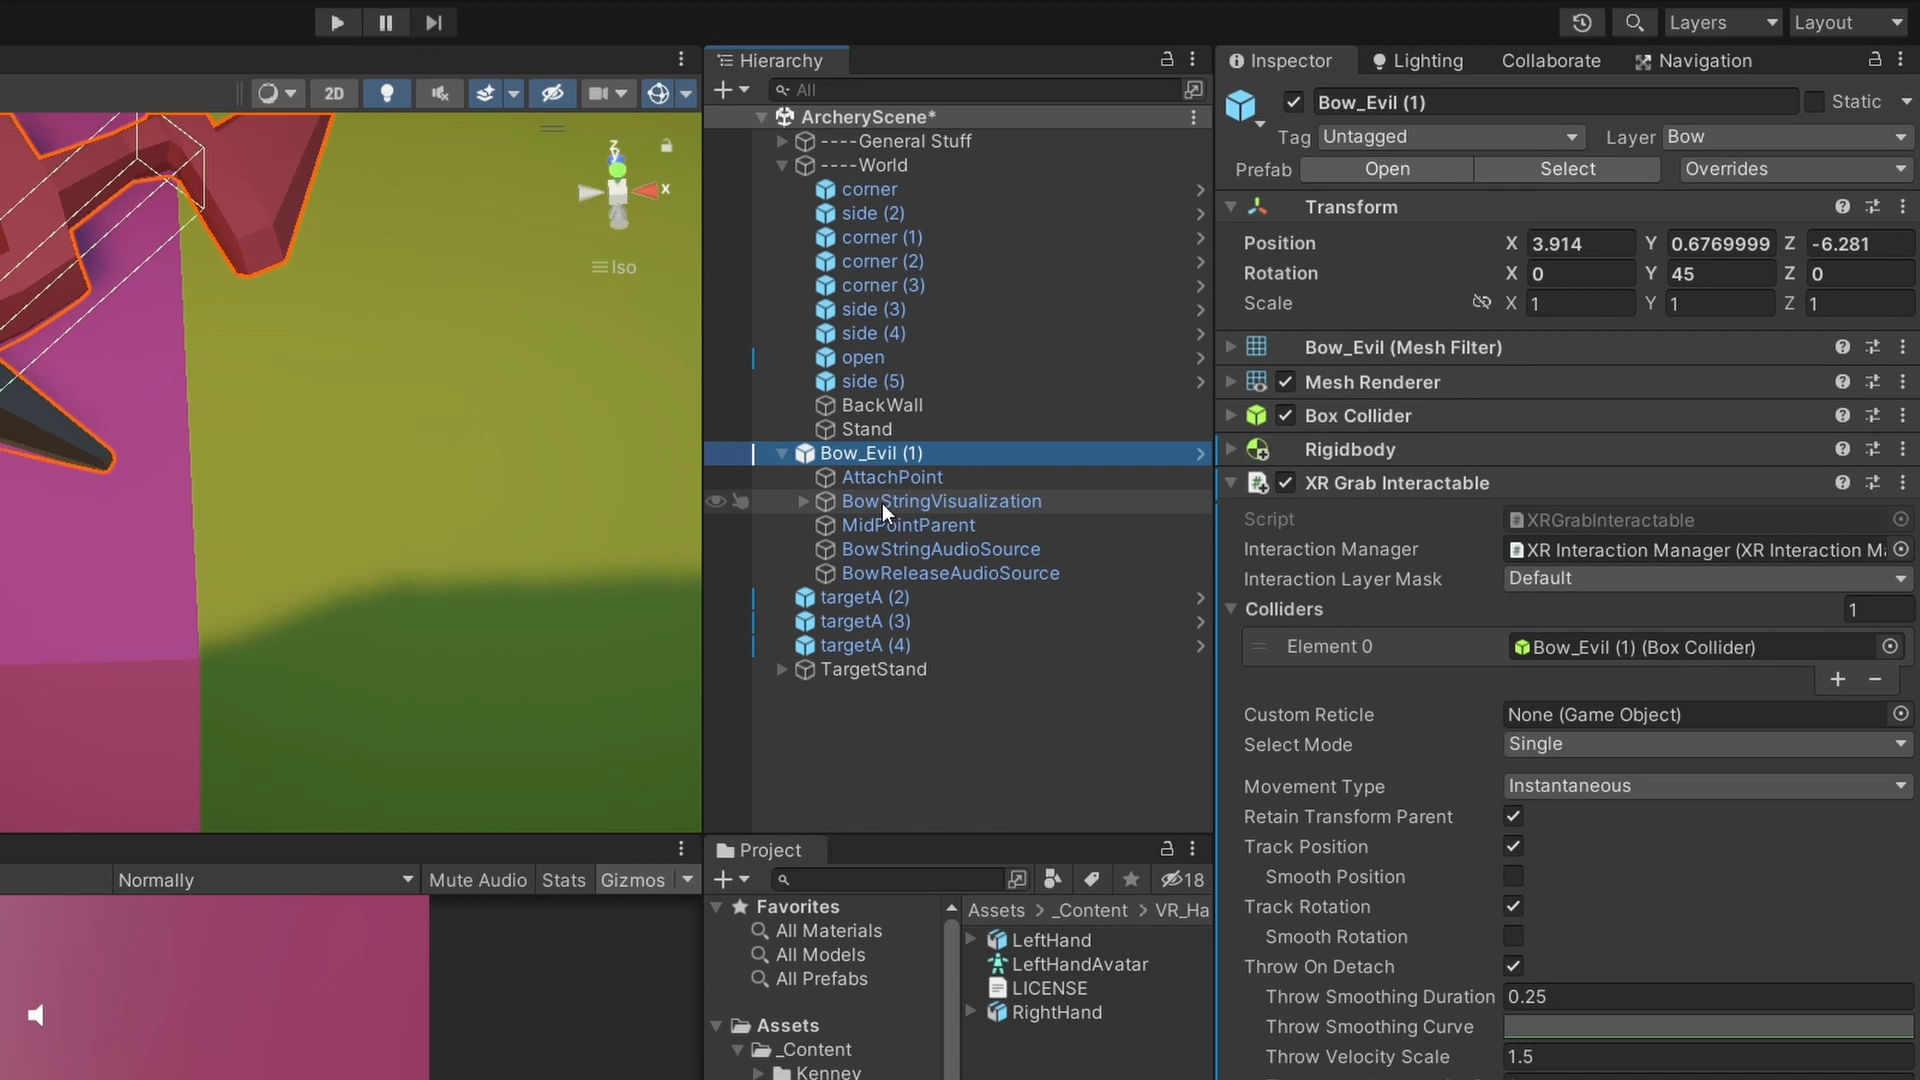 Layers
Layout
Hierarchy
Inspector
Lighting
Collaborate
Navigation
2D
All
Bow_Evil (1)
Static
ArcheryScene*
Tag Untagged
Layer Bow
----General Stuff
Prefab Open Select Overrides
----World
corner
side (2)
corner (1)
corner (2)
corner (3)
side (3)
side (4)
open
side (5)
BackWall
Stand
Bow_Evil (1)
AttachPoint
BowStringVisualization
MidPointParent
BowStringAudioSource
BowReleaseAudioSource
targetA (2)
targetA (3)
targetA (4)
TargetStand
y
x
Iso
Transform
Position X 3.914 Y 0.6769999 Z -6.281
Rotation X 0 Y 45 Z 0
Scale X 1 Y 1 Z 1
Bow_Evil (Mesh Filter)
Mesh Renderer
Box Collider
Rigidbody
XR Grab Interactable
Script XRGrabInteractable
Interaction Manager XR Interaction Manager (XR Interaction Ma
Interaction Layer Mask Default
Colliders 1
Element 0 Bow_Evil (1) (Box Collider)
Custom Reticle None (Game Object)
Select Mode Single
Movement Type Instantaneous
Retain Transform Parent
Track Position
Smooth Position
Track Rotation
Smooth Rotation
Throw On Detach
Throw Smoothing Duration 0.25
Throw Smoothing Curve
Throw Velocity Scale 1.5
Normally
Mute Audio
Stats
Gizmos
Project
18
Favorites
All Materials
All Models
All Prefabs
Assets
_Content
Kenney
Assets > _Content > VR_Ha
LeftHand
LeftHandAvatar
LICENSE
RightHand